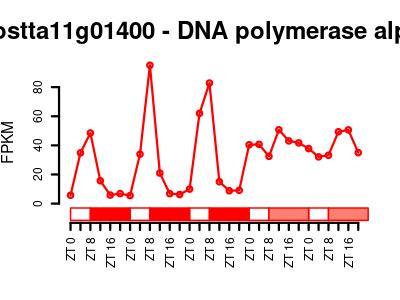 ostta11g01400 - DNA polymerase alp
FPKM
80
60
40
20
0
ZT 0
ZT 8
ZT 16
ZT 0
ZT 8
ZT 16
ZT 0
ZT 8
ZT 16
ZT 0
ZT 8
ZT 16
ZT 0
ZT 8
ZT 16